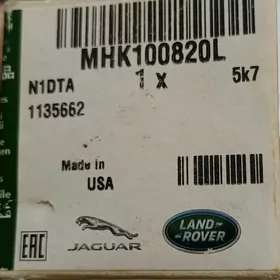 MHK100820L
N1DTA
1 x
5k7
1135662
Made in
USA
EAC
JAGUAR
LAND ROVER